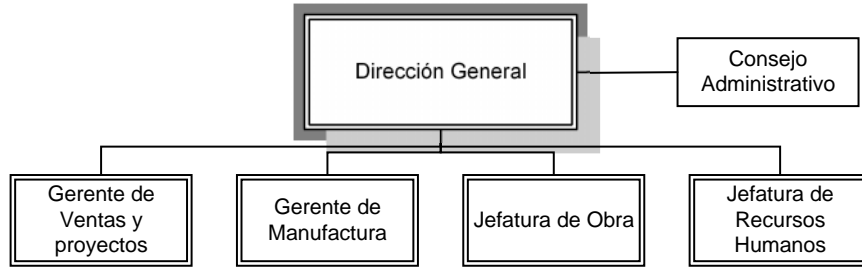 Dirección General
Consejo
Administrativo
Gerente de
Ventas y
proyectos
Gerente de
Manufactura
Jefatura de Obra
Jefatura de
Recursos
Humanos